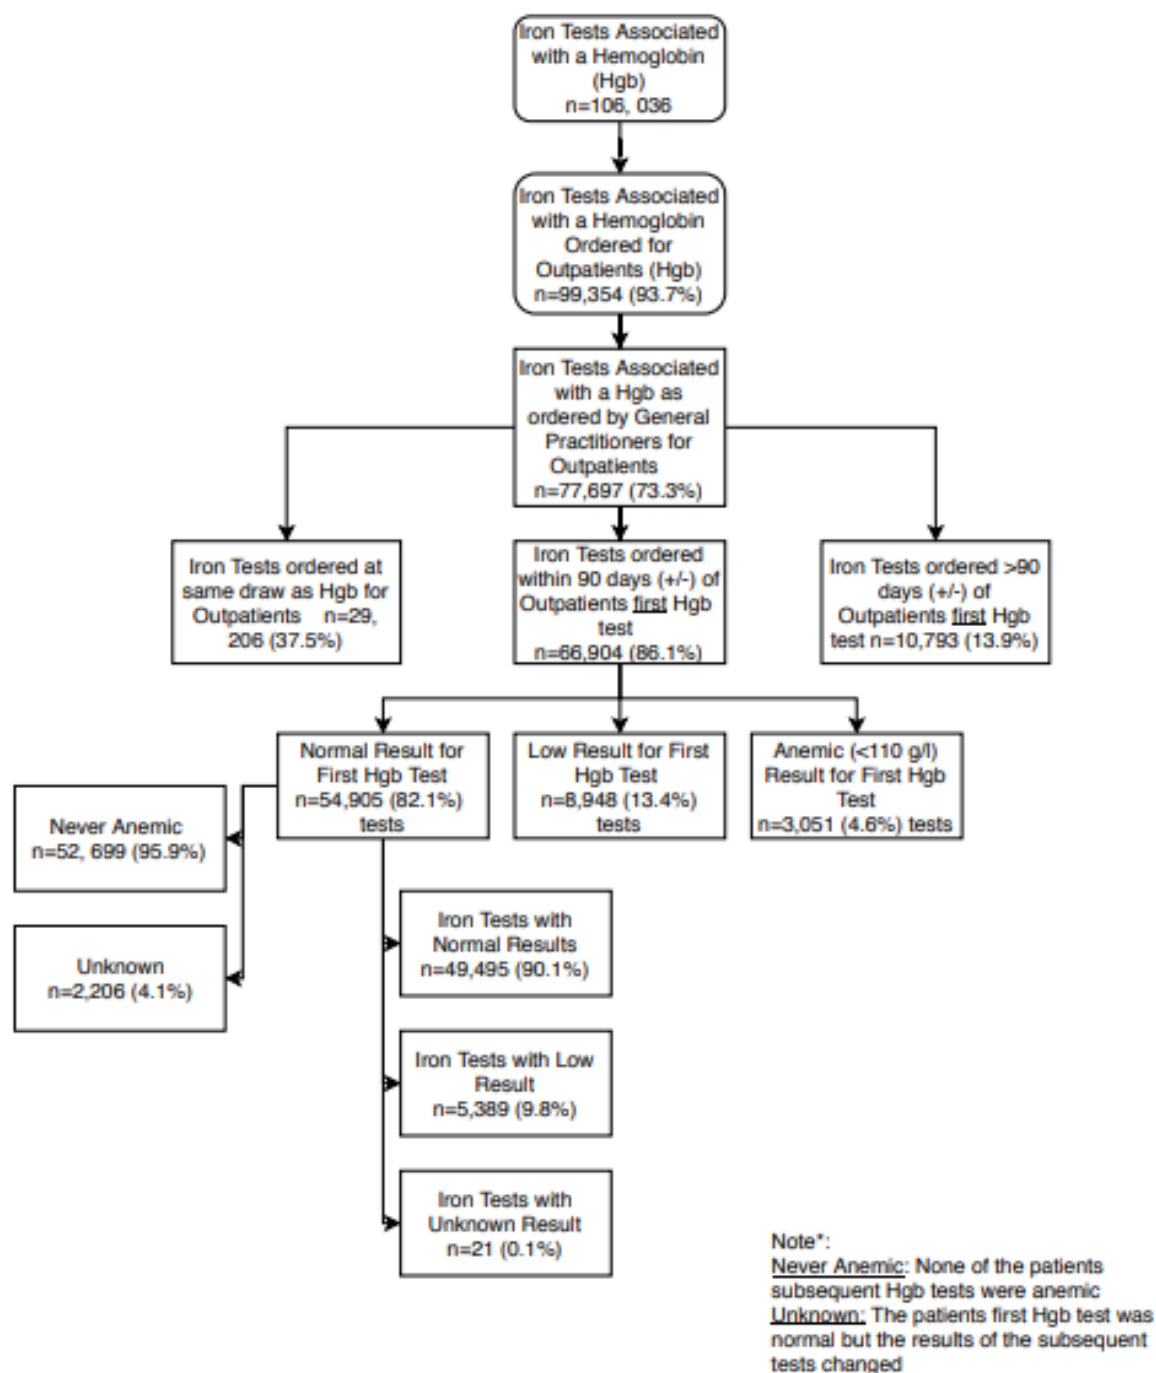 Iron Tests Associated
with a Hemoglobin
(Hgb)
n=106, 036
Iron Tests Associated
with a Hemoglobin
Ordered for
Outpatients (Hgb)
n=99,354 (93.7%)
Iron Tests Associated
with a Hgb as
ordered by General
Practitioners for
Outpatients
n=77,697 (73.3%)
Iron Tests ordered at
same draw as Hgb for
Outpatients n=29,
206 (37.5%)
Iron Tests ordered
within 90 days (+/-) of
Outpatients first Hgb
test
n=66,904 (86.1%)
Iron Tests ordered >90
days (+/-) of
Outpatients first Hgb
test n=10,793 (13.9%)
Normal Result for
First Hgb Test
n=54,905 (82.1%)
tests
Low Result for First
Hgb Test
n=8,948 (13.4%)
tests
Anemic (<110 g/l)
Result for First Hgb
Test
n=3,051 (4.6%) tests
Never Anemic
n=52, 699 (95.9%)
Unknown
n=2,206 (4.1%)
Iron Tests with
Normal Results
n=49,495 (90.1%)
Iron Tests with Low
Result
n=5,389 (9.8%)
Iron Tests with
Unknown Result
n=21 (0.1%)
Note*:
Never Anemic: None of the patients
subsequent Hgb tests were anemic
Unknown: The patients first Hgb test was
normal but the results of the subsequent
tests changed